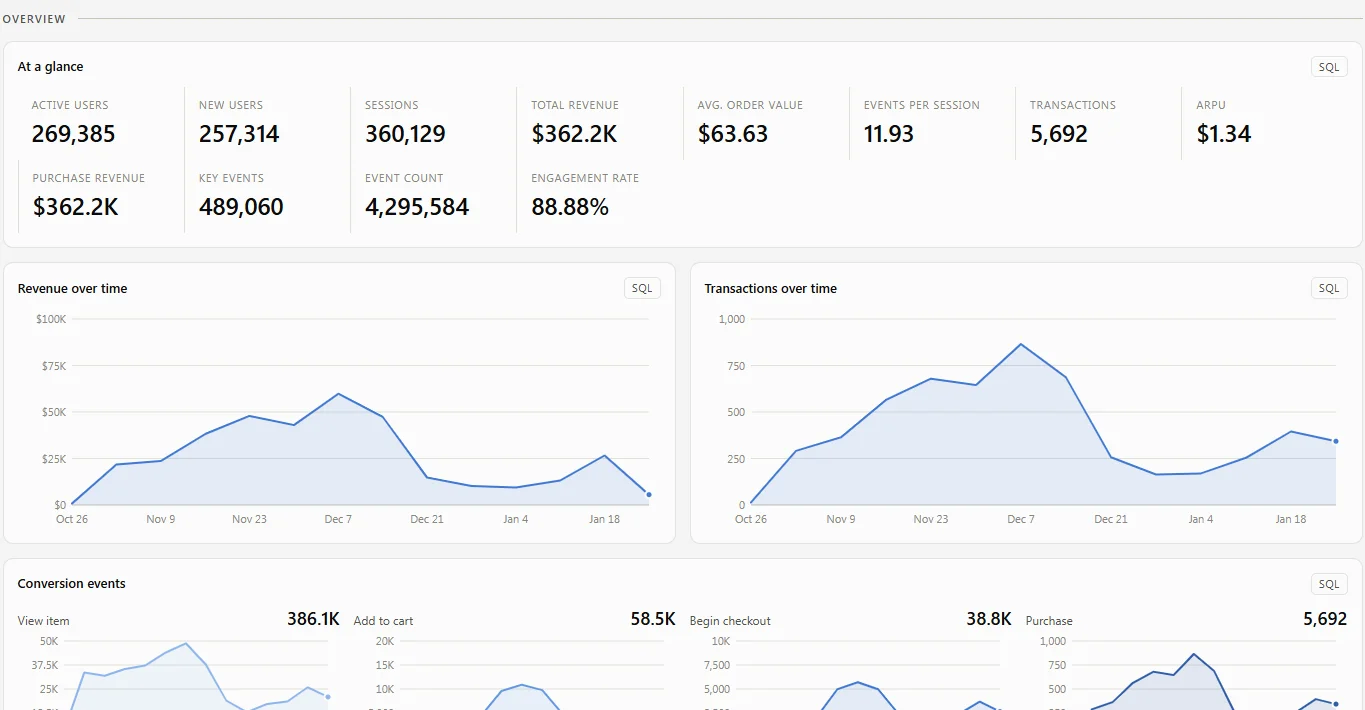 OVERVIEW
At a glance SQL
ACTIVE USERS NEW USERS SESSIONS TOTAL REVENUE AVG. ORDER VALUE EVENTS PER SESSION TRANSACTIONS ARPU
269,385 257,314 360,129 $362.2K $63.63 11.93 5,692 $1.34
PURCHASE REVENUE KEY EVENTS EVENT COUNT ENGAGEMENT RATE
$362.2K 489,060 4,295,584 88.88%
Revenue over time SQL
$100K
$75K
$50K
$25K
$0
Oct 26 Nov 9 Nov 23 Dec 7 Dec 21 Jan 4 Jan 18
Transactions over time SQL
1,000
750
500
250
0
Oct 26 Nov 9 Nov 23 Dec 7 Dec 21 Jan 4 Jan 18
Conversion events SQL
View item 386.1K
50K
37.5K
25K
Add to cart 58.5K
20K
15K
10K
Begin checkout 38.8K
10K
7,500
5,000
Purchase 5,692
1,000
750
500